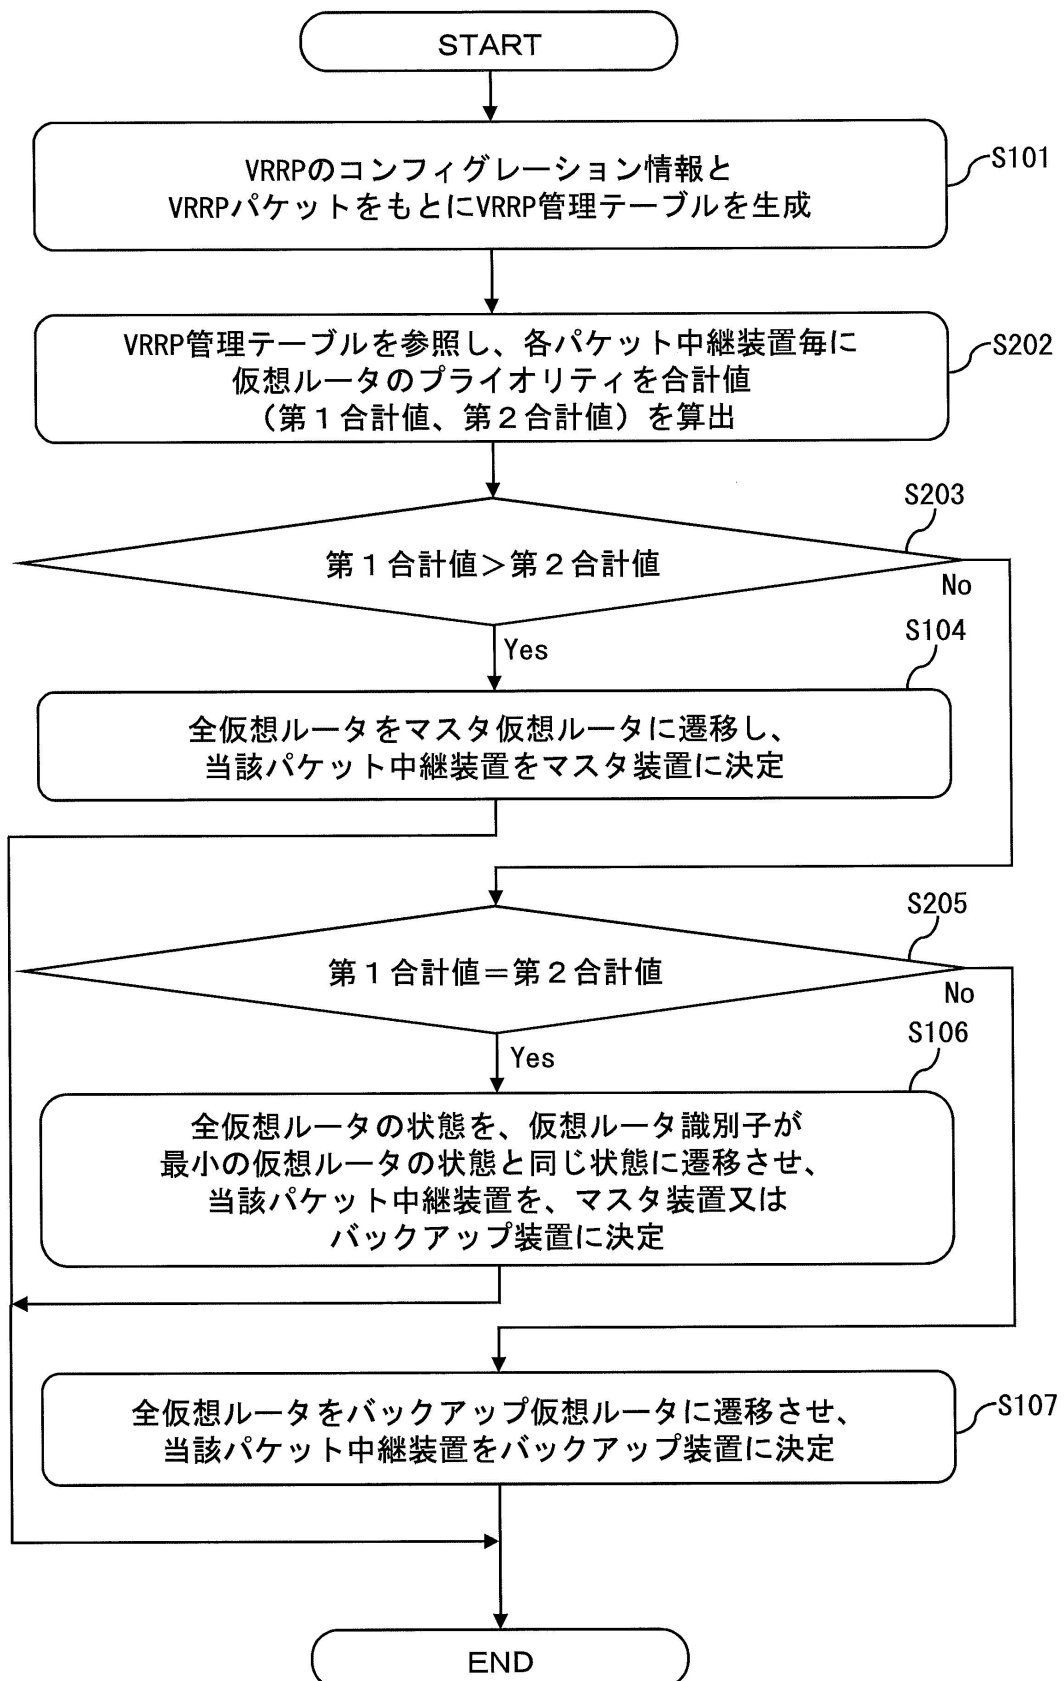 START
VRRPのコンフィグレーション情報と
VRRPパケットをもとにVRRP管理テーブルを生成
S101
VRRP管理テーブルを参照し、各パケット中継装置毎に
仮想ルータのプライオリティを合計値
（第１合計値、第２合計値）を算出
S202
S203
第１合計値＞第２合計値
No
Yes
S104
全仮想ルータをマスタ仮想ルータに遷移し、
当該パケット中継装置をマスタ装置に決定
S205
第１合計値＝第２合計値
No
Yes
S106
全仮想ルータの状態を、仮想ルータ識別子が
最小の仮想ルータの状態と同じ状態に遷移させ、
当該パケット中継装置を、マスタ装置又は
バックアップ装置に決定
全仮想ルータをバックアップ仮想ルータに遷移させ、
当該パケット中継装置をバックアップ装置に決定
S107
END